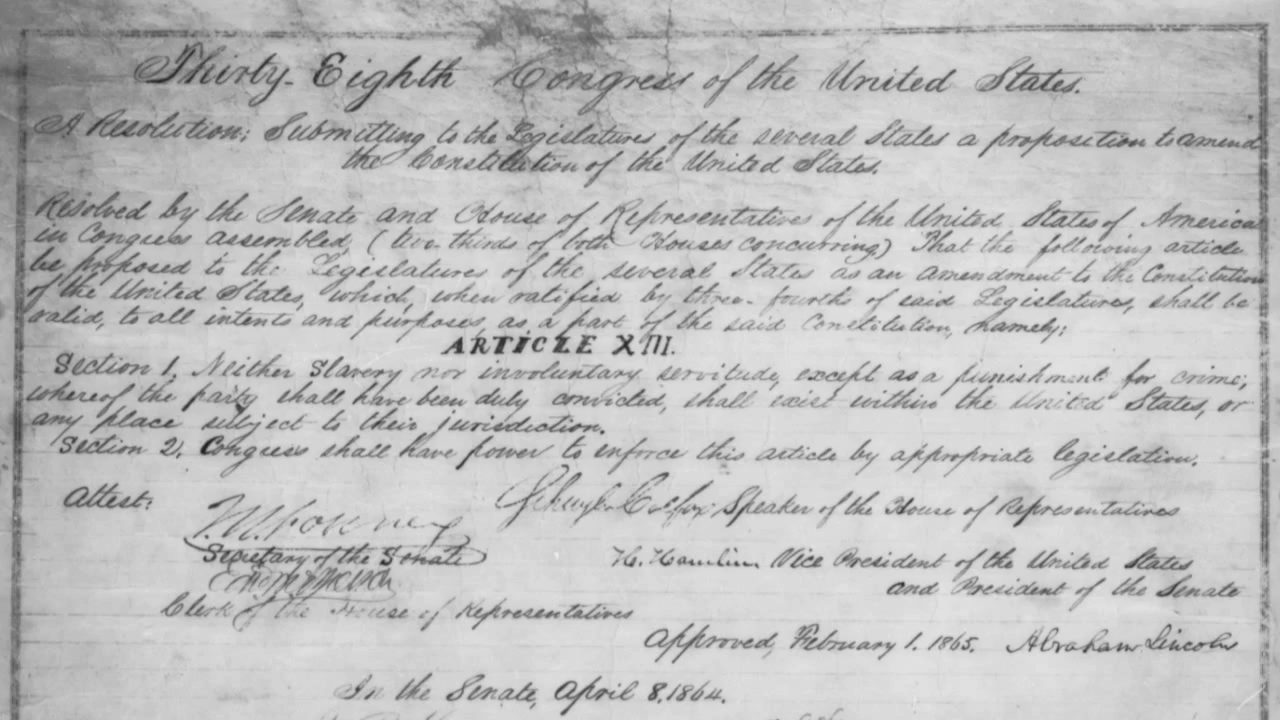 Thirty-Eighth Congress of the United States.
A Resolution; Submitting to the Legislatures of the several States a proposition to amend
the Constitution of the United States.
Resolved by the Senate and House of Representatives of the United States of America
in Congress assembled, (two-thirds of both Houses concurring.) That the following article
be proposed to the Legislatures of the several States as an amendment to the Constitution
of the United States, which, when ratified by three-fourths of said Legislatures, shall be
valid, to all intents and purposes, as a part of the said Constitution, namely:
ARTICLE XIII.
Section 1. Neither Slavery nor involuntary servitude, except as a punishment for crime;
whereof the party shall have been duly convicted, shall exist within the United States, or
any place subject to their jurisdiction.
Section 2. Congress shall have power to enforce this article by appropriate legislation.
Attest:
Schuyler Colfax, Speaker of the House of Representatives
J.W. Forney
Secretary of the Senate
H. Hamlin Vice President of the United States
and President of the Senate
Clerk of the House of Representatives
Approved, February 1. 1865. Abraham Lincoln
In the Senate, April 8, 1864.